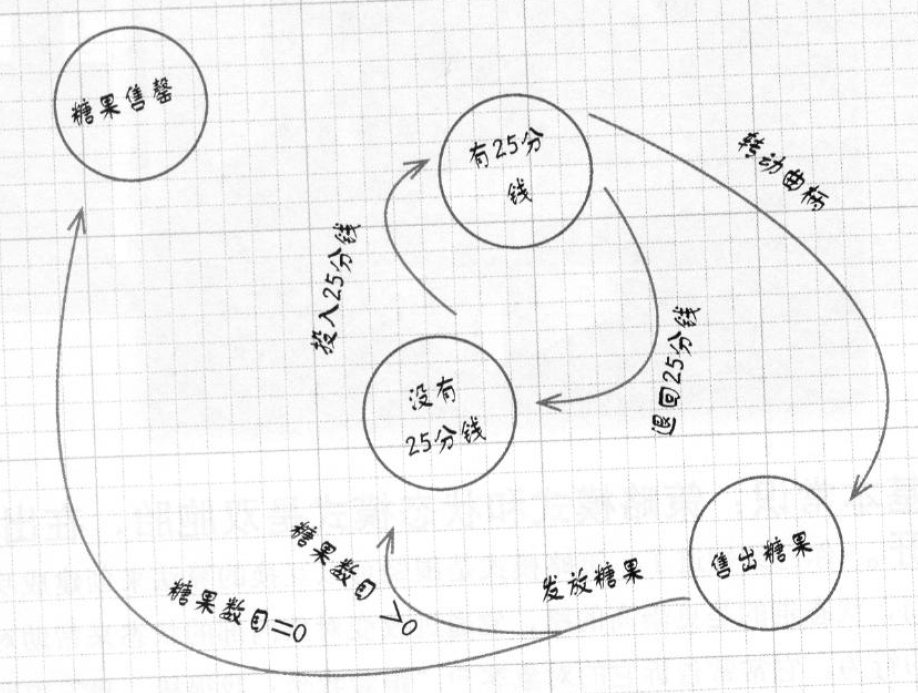 糖果售罄
有25分
钱
转动曲柄
投入25分钱
退回25分钱
没有
25分钱
糖果数目
>0
糖果数目=0
发放糖果
售出糖果